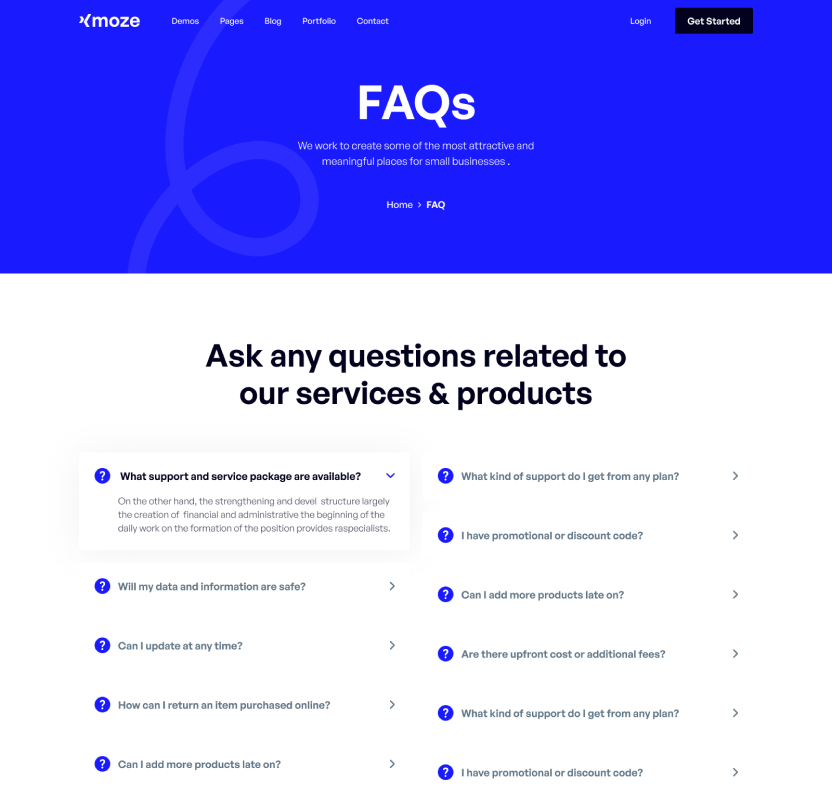 moze
Demos
Pages
Blog
Portfolio
Contact
Login
Get Started
FAQs
We work to create some of the most attractive and
meaningful places for small businesses .
Home > FAQ
Ask any questions related to
our services & products
What support and service package are available?
On the other hand, the strengthening and devel structure largely
the creation of financial and administrative the beginning of the
daily work on the formation of the position provides raspecialists.
Will my data and information are safe?
Can I update at any time?
How can I return an item purchased online?
Can I add more products late on?
What kind of support do I get from any plan?
I have promotional or discount code?
Can I add more products late on?
Are there upfront cost or additional fees?
What kind of support do I get from any plan?
I have promotional or discount code?